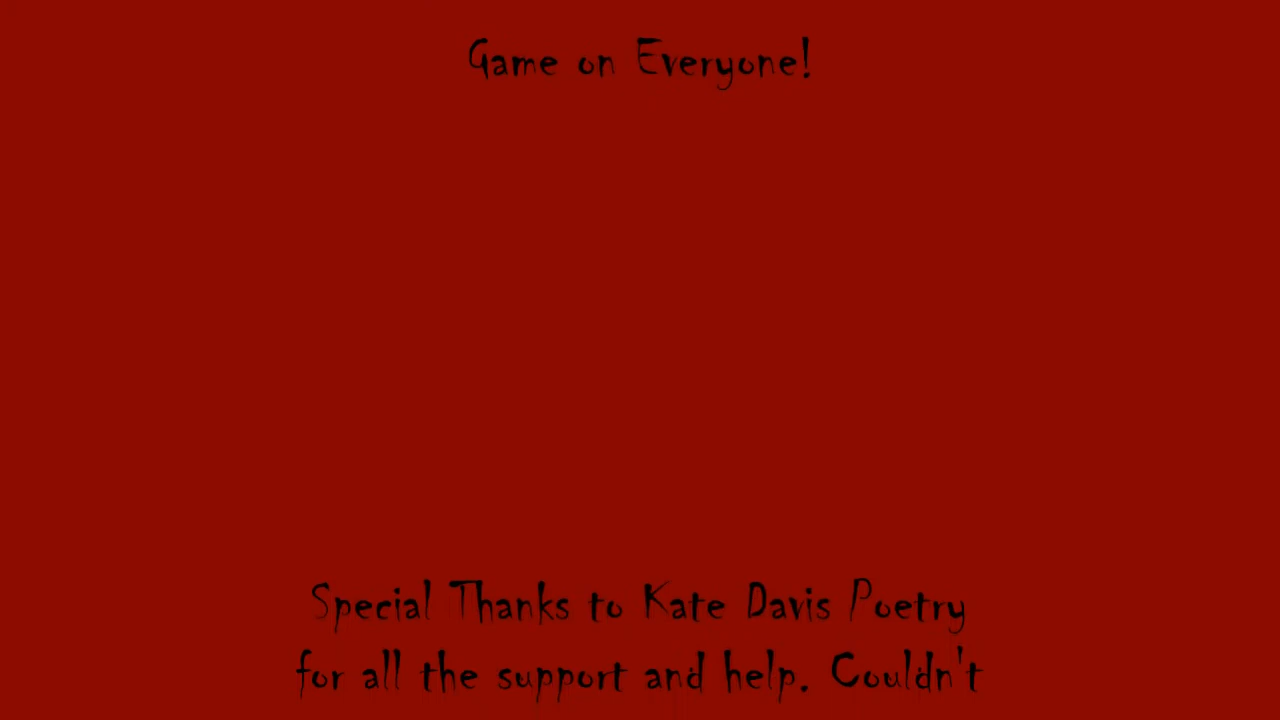 Game on Everyone!
Special Thanks to Kate Davis Poetry
for all the support and help. Couldn't